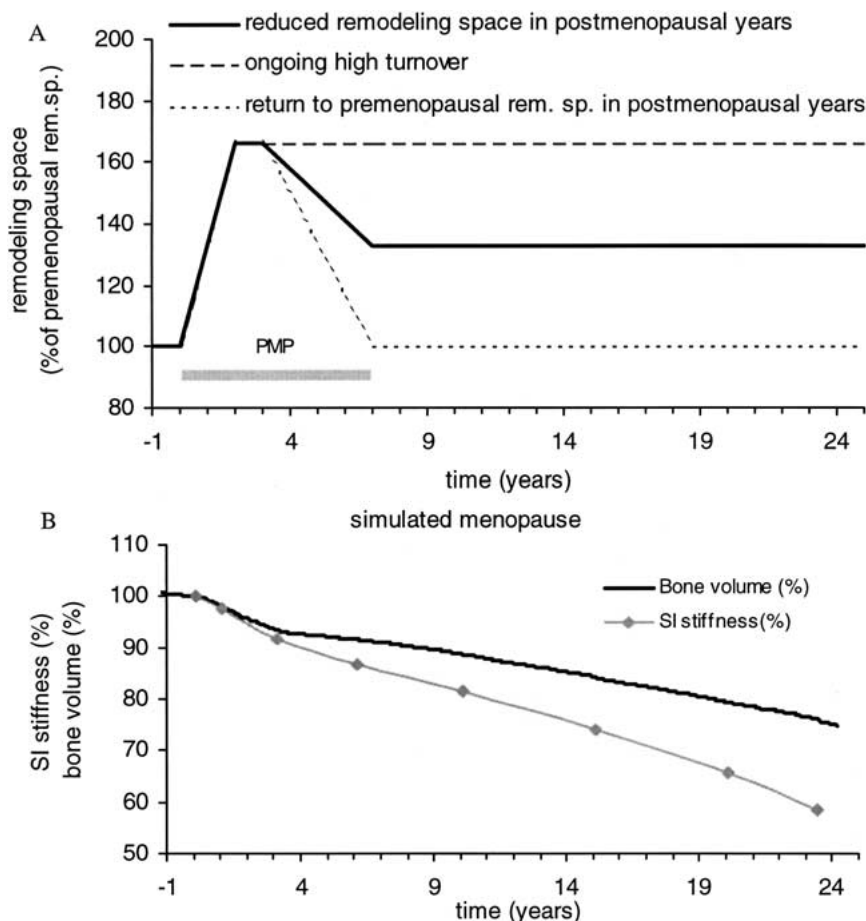 A
200
180
160
140
120
100
80
remodeling space
(%of premenopausal rem.sp.)
reduced remodeling space in postmenopausal years
ongoing high turnover
return to premenopausal rem. sp. in postmenopausal years
PMP
-1 4 9 14 19 24
time (years)
B
simulated menopause
110
100
90
80
70
60
50
SI stiffness (%)
bone volume (%)
Bone volume (%)
SI stiffness(%)
-1 4 9 14 19 24
time (years)